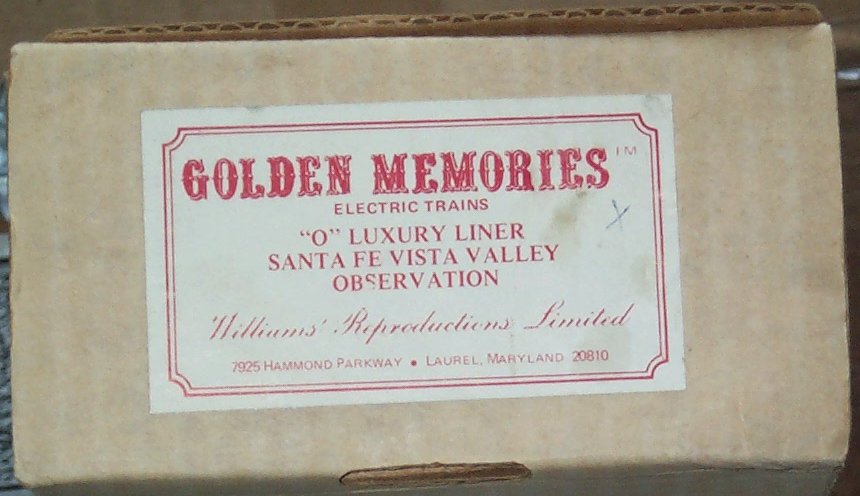 GOLDEN MEMORIES™
ELECTRIC TRAINS
"O" LUXURY LINER
SANTA FE VISTA VALLEY
OBSERVATION
Williams' Reproductions Limited
7925 HAMMOND PARKWAY • LAUREL, MARYLAND 20810
X